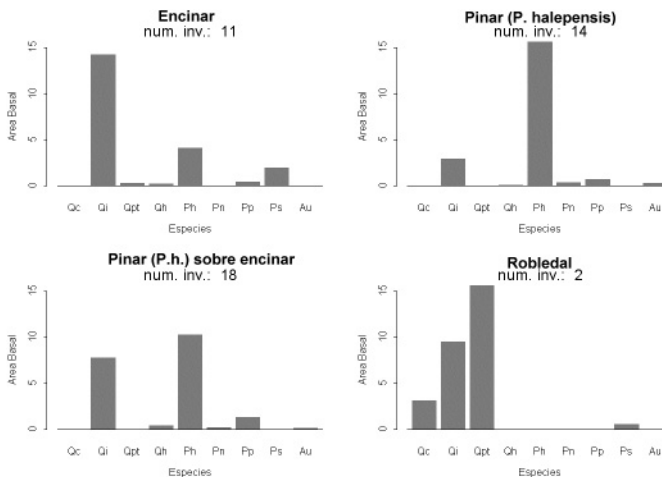 Encinar
num. inv.: 11
Area Basal
15
10
5
0
Qc Qi Qpt Qh Ph Pn Pp Ps Au
Especies
Pinar (P. halepensis)
num. inv.: 14
Area Basal
15
10
5
0
Qc Qi Qpt Qh Ph Pn Pp Ps Au
Especies
Pinar (P.h.) sobre encinar
num. inv.: 18
Area Basal
15
10
5
0
Qc Qi Qpt Qh Ph Pn Pp Ps Au
Especies
Robledal
num. inv.: 2
Area Basal
15
10
5
0
Qc Qi Qpt Qh Ph Pn Pp Ps Au
Especies